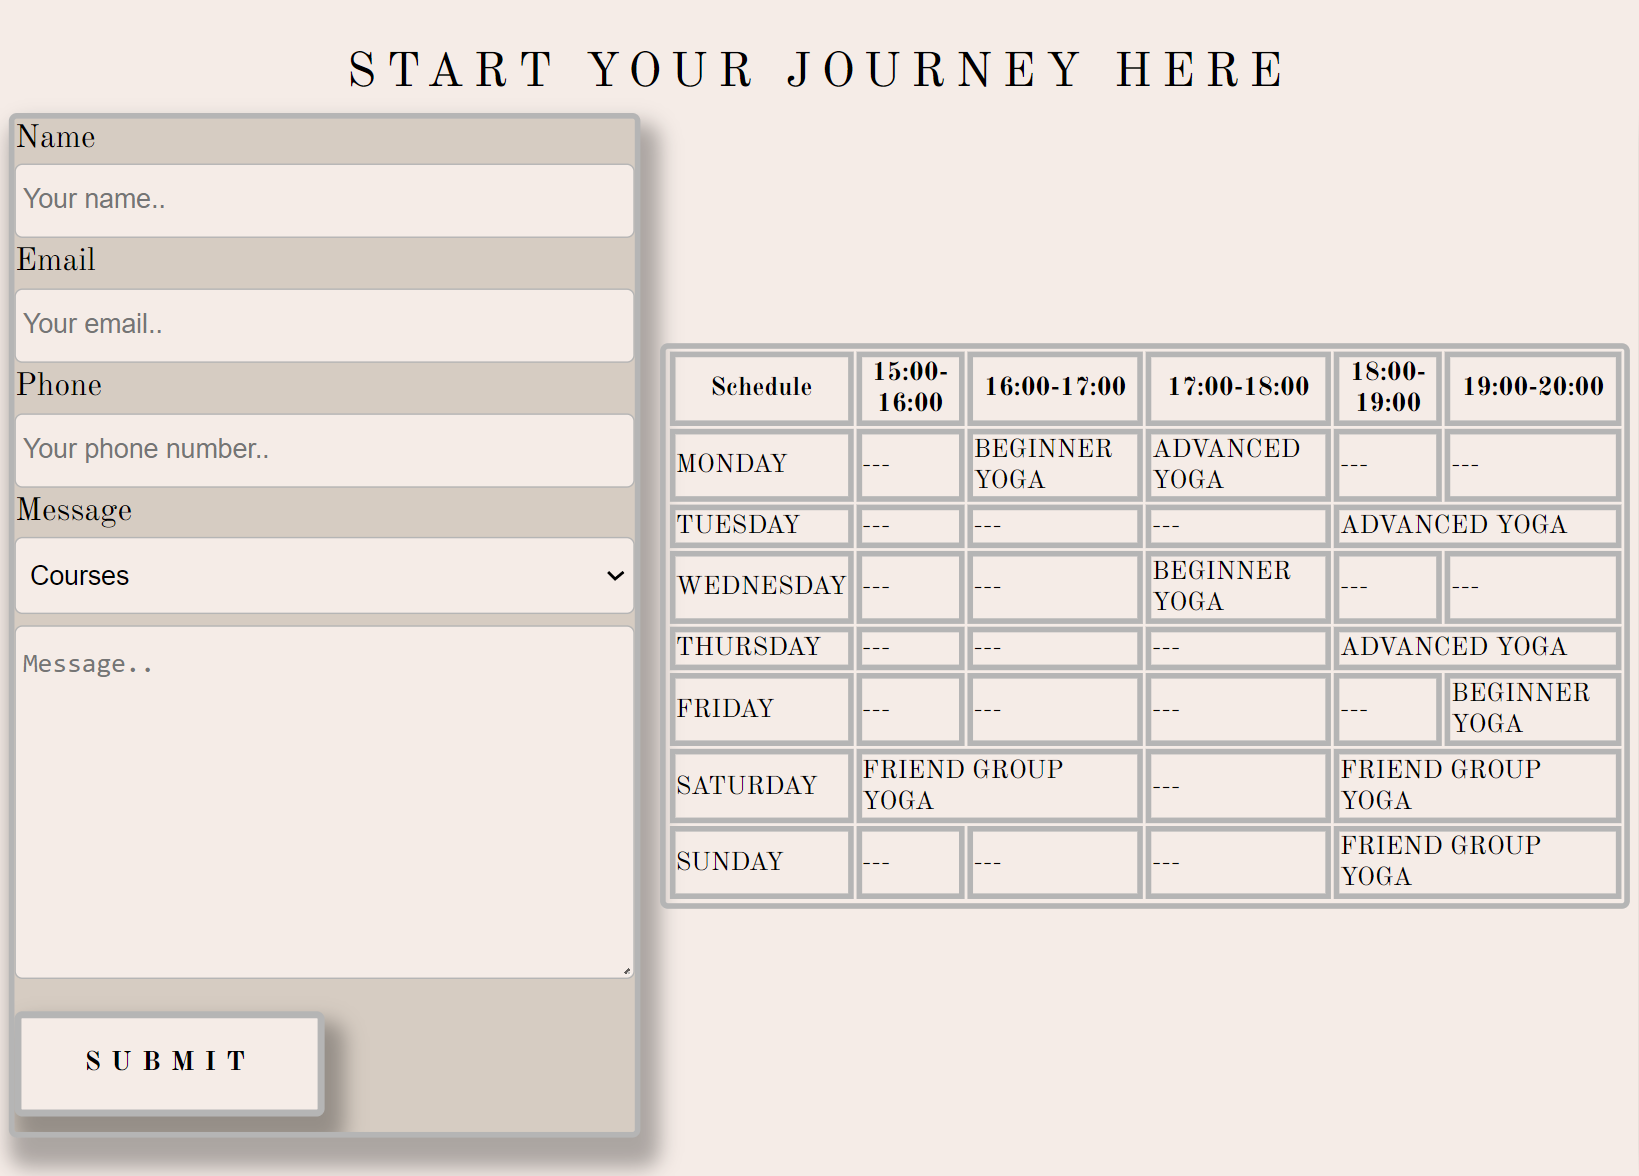 START YOUR JOURNEY HERE
Name
Your name..
Email
Your email..
Phone
Your phone number..
Message
Courses
Message..
SUBMIT
Schedule 15:00-16:00 16:00-17:00 17:00-18:00 18:00-19:00 19:00-20:00
MONDAY --- BEGINNER YOGA ADVANCED YOGA --- ---
TUESDAY --- --- --- ADVANCED YOGA
WEDNESDAY --- --- BEGINNER YOGA --- ---
THURSDAY --- --- --- ADVANCED YOGA
FRIDAY --- --- --- --- BEGINNER YOGA
SATURDAY FRIEND GROUP YOGA --- FRIEND GROUP YOGA
SUNDAY --- --- --- FRIEND GROUP YOGA